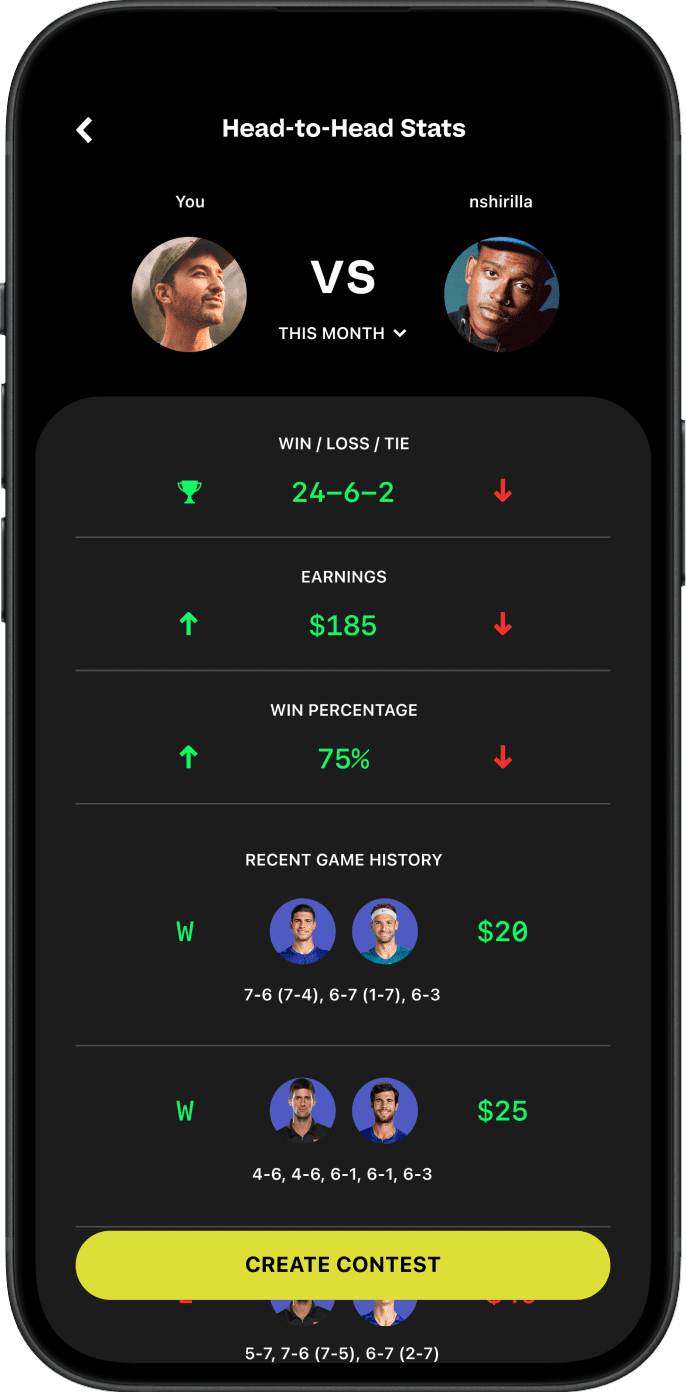 Head-to-Head Stats
You
nshirilla
VS
THIS MONTH
WIN / LOSS / TIE
24–6–2
EARNINGS
$185
WIN PERCENTAGE
75%
RECENT GAME HISTORY
W
$20
7-6 (7-4), 6-7 (1-7), 6-3
W
$25
4-6, 4-6, 6-1, 6-1, 6-3
CREATE CONTEST
5-7, 7-6 (7-5), 6-7 (2-7)